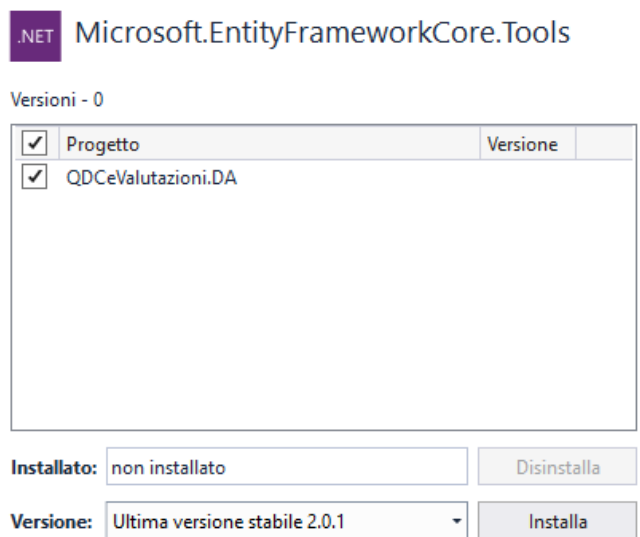 .NET Microsoft.EntityFrameworkCore.Tools
Versioni - 0
Progetto Versione
QDCeValutazioni.DA
Installato: non installato Disinstalla
Versione: Ultima versione stabile 2.0.1 Installa